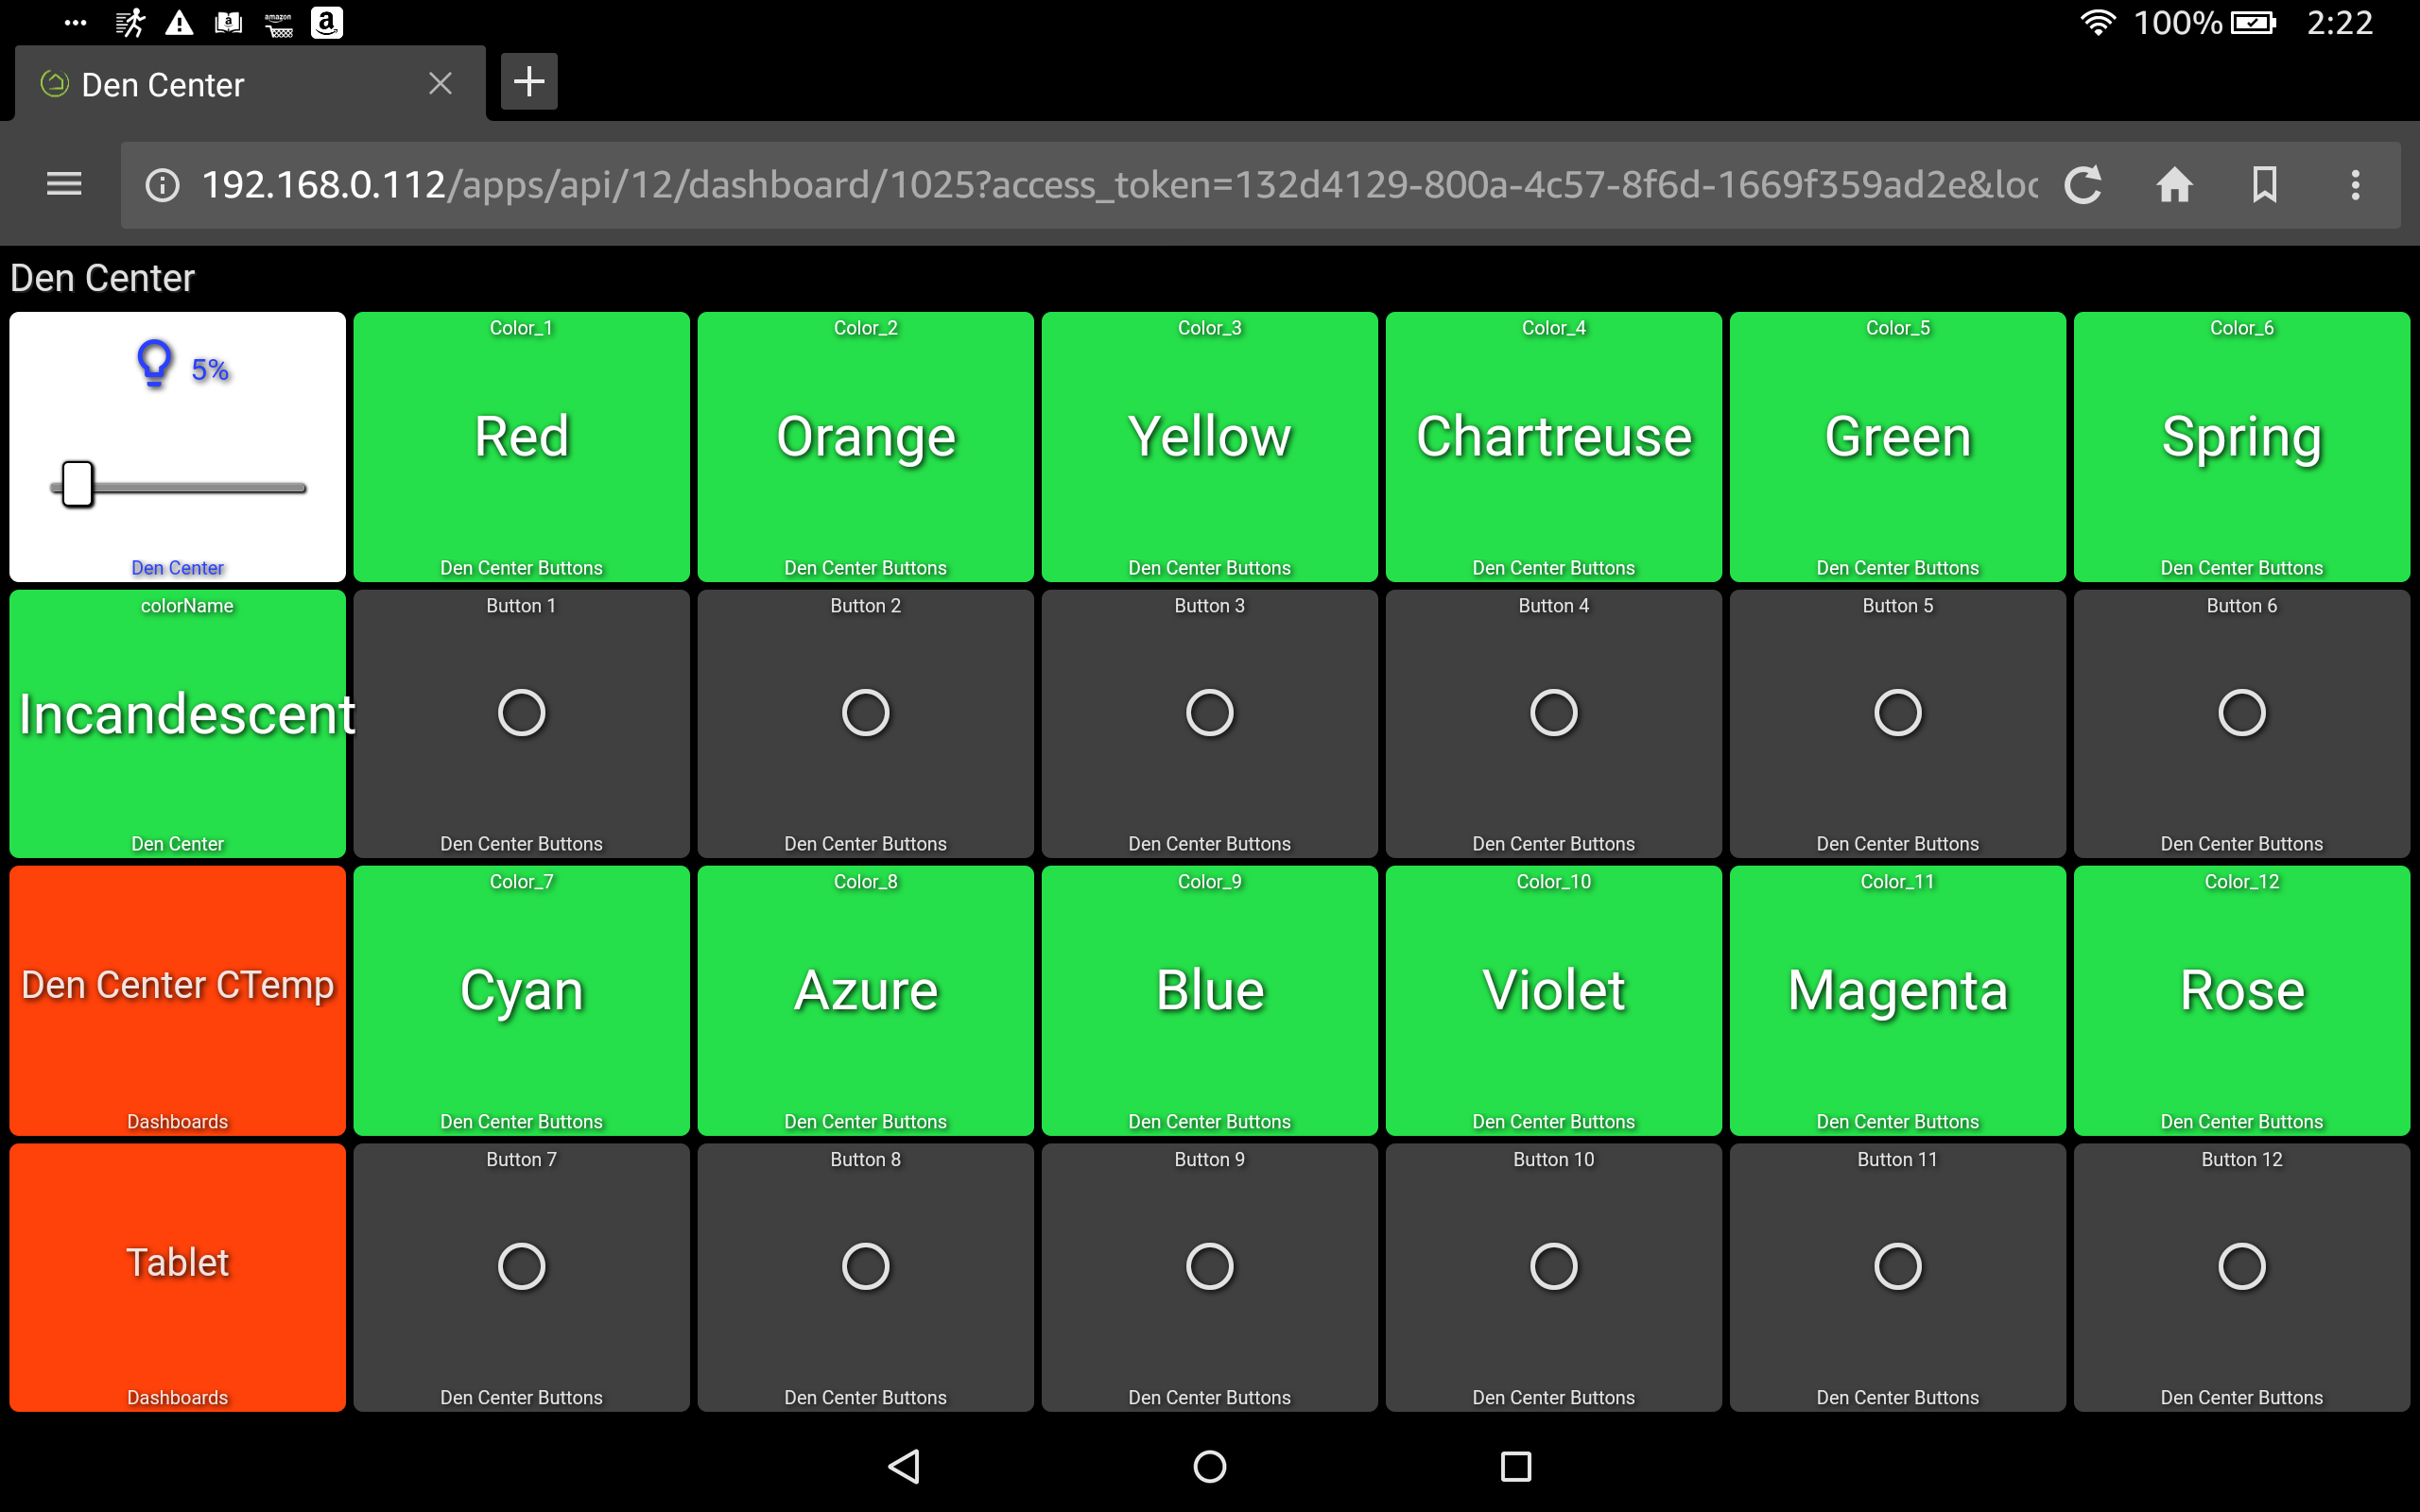 100% 2:22
Den Center
192.168.0.112/apps/api/12/dashboard/1025?access_token=132d4129-800a-4c57-8f6d-1669f359ad2e&loc
Den Center
Color_1 Color_2 Color_3 Color_4 Color_5 Color_6
5%
Red Orange Yellow Chartreuse Green Spring
Den Center Den Center Buttons Den Center Buttons Den Center Buttons Den Center Buttons Den Center Buttons Den Center Buttons
colorName Button 1 Button 2 Button 3 Button 4 Button 5 Button 6
Incandescent
Den Center Den Center Buttons Den Center Buttons Den Center Buttons Den Center Buttons Den Center Buttons Den Center Buttons
Color_7 Color_8 Color_9 Color_10 Color_11 Color_12
Den Center CTemp Cyan Azure Blue Violet Magenta Rose
Dashboards Den Center Buttons Den Center Buttons Den Center Buttons Den Center Buttons Den Center Buttons Den Center Buttons
Button 7 Button 8 Button 9 Button 10 Button 11 Button 12
Tablet
Dashboards Den Center Buttons Den Center Buttons Den Center Buttons Den Center Buttons Den Center Buttons Den Center Buttons